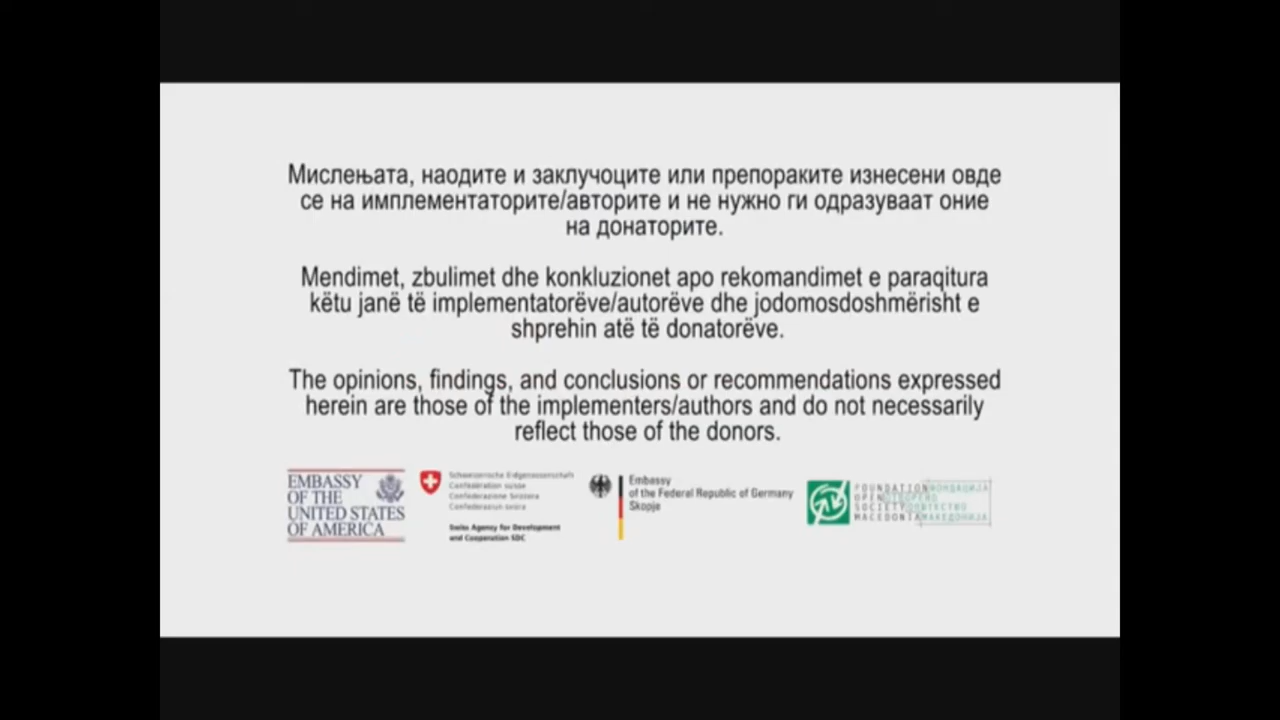 Мислењата, наодите и заклучоците или препораките изнесени овде
се на имплементаторите/авторите и не нужно ги одразуваат оние
на донаторите.
Mendimet, zbulimet dhe konkluzionet apo rekomandimet e paraqitura
këtu janë të implementatorëve/autorëve dhe jodomosdoshmërisht e
shprehin atë të donatorëve.
The opinions, findings, and conclusions or recommendations expressed
herein are those of the implementers/authors and do not necessarily
reflect those of the donors.
EMBASSY
OF THE
UNITED STATES
OF AMERICA
Schweizerische Eidgenossenschaft
Confédération suisse
Confederazione Svizzera
Confederaziun svizra
Swiss Agency for Development
and Cooperation SDC
Embassy
of the Federal Republic of Germany
Skopje
FOUNDATION ФОНДАЦИЈА
OPEN ОТВОРЕНО
SOCIETY ОПШТЕСТВО
MACEDONIA МАКЕДОНИЈА